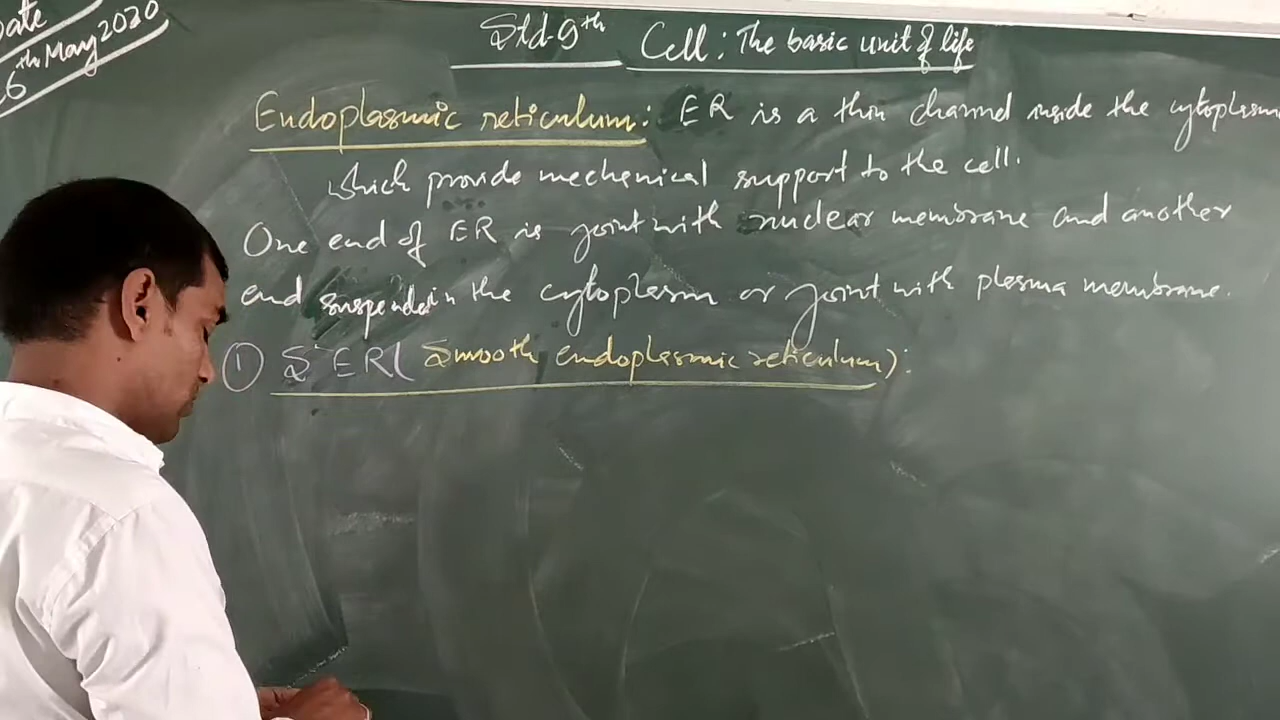 Date
6th May 2020
Std-9th Cell: The basic unit of life
Endoplasmic reticulum: ER is a thin channel inside the cytoplasm
which provide mechenical support to the cell.
One end of ER is joint with nuclear membrane and another
end suspended in the cytoplasm or joint with plasma membrane.
① SER( Smooth endoplasmic reticulum):